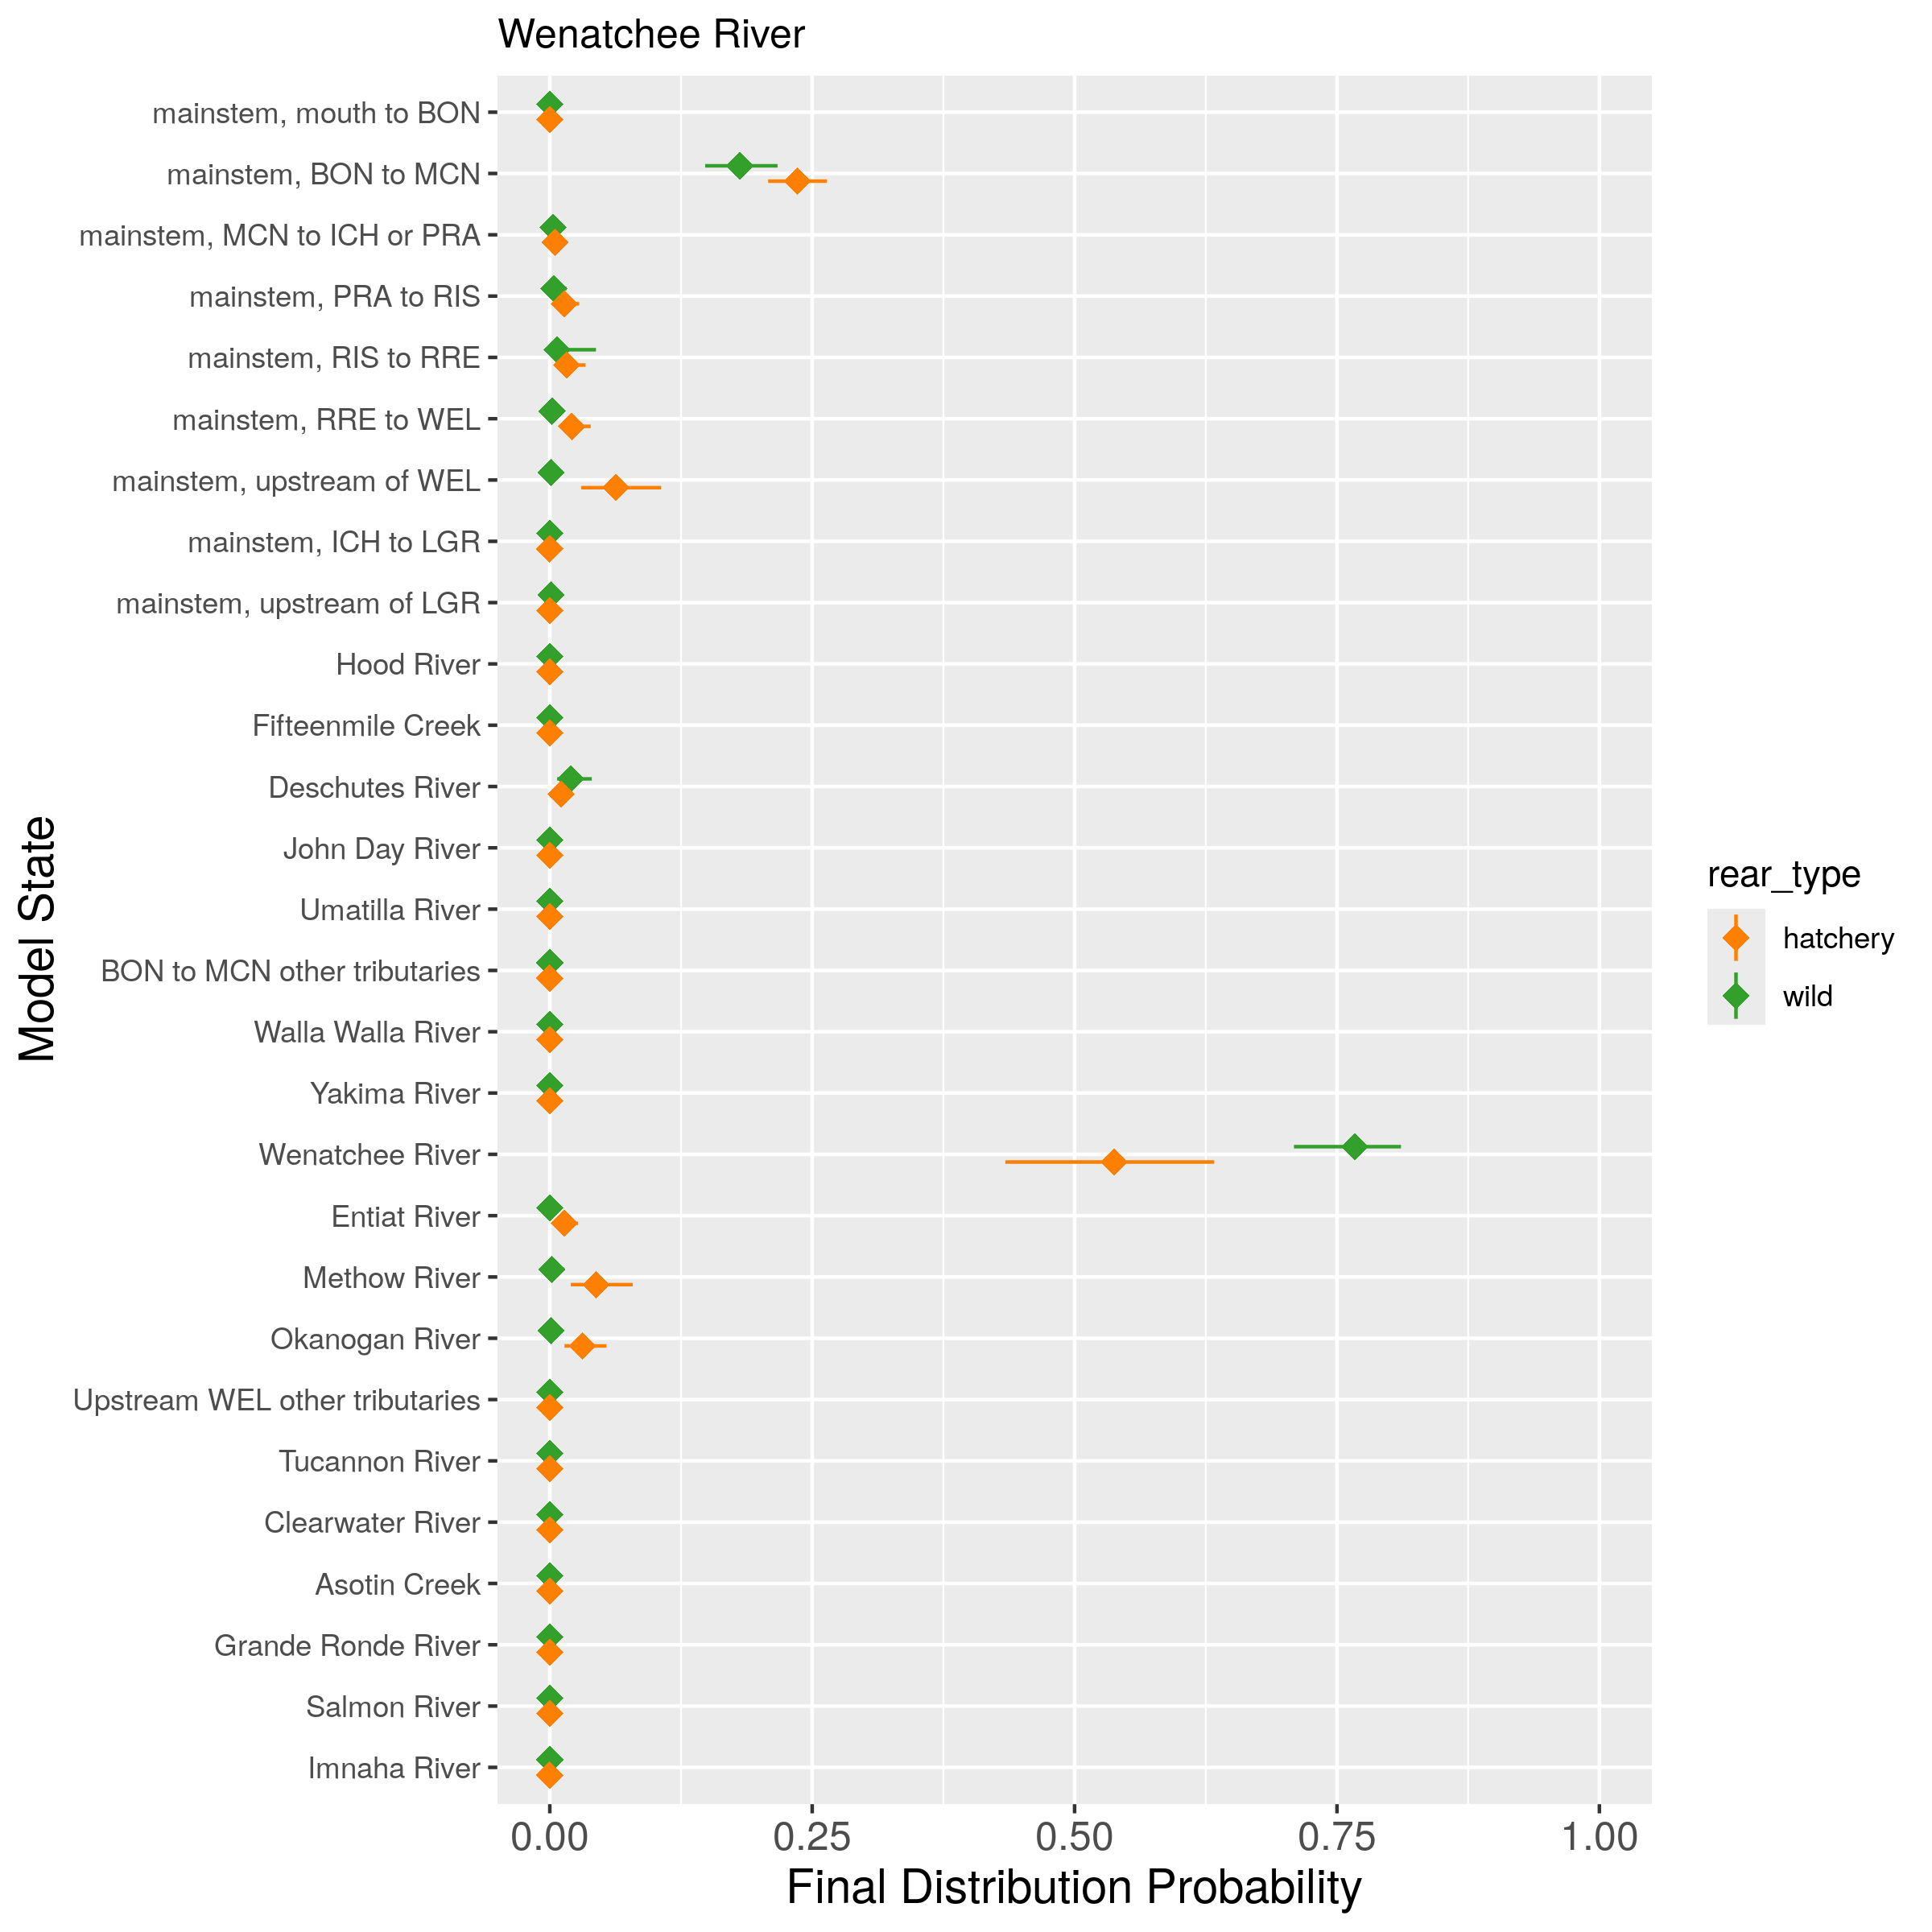 Wenatchee River
mainstem, mouth to BON
mainstem, BON to MCN
mainstem, MCN to ICH or PRA
mainstem, PRA to RIS
mainstem, RIS to RRE
mainstem, RRE to WEL
mainstem, upstream of WEL
mainstem, ICH to LGR
mainstem, upstream of LGR
Hood River
Fifteenmile Creek
Deschutes River
John Day River
Umatilla River
BON to MCN other tributaries
Walla Walla River
Yakima River
Wenatchee River
Entiat River
Methow River
Okanogan River
Upstream WEL other tributaries
Tucannon River
Clearwater River
Asotin Creek
Grande Ronde River
Salmon River
Imnaha River
Model State
0.00 0.25 0.50 0.75 1.00
Final Distribution Probability
rear_type
hatchery
wild